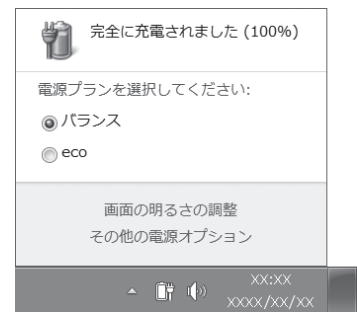 完全に充電されました (100%)
電源プランを選択してください:
バランス
eco
画面の明るさの調整
その他の電源オプション
XX:XX
XXXX/XX/XX